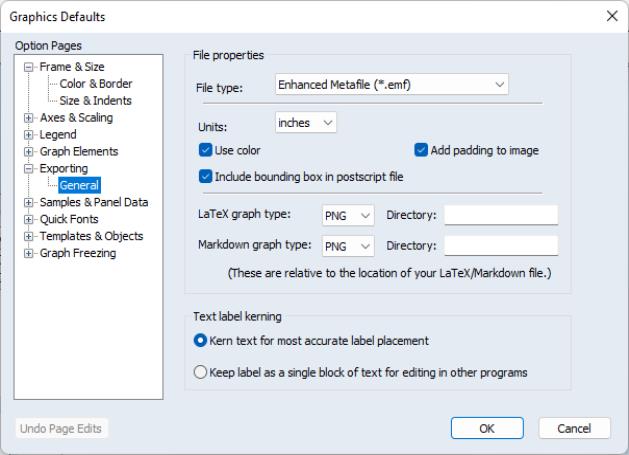 Graphics Defaults
Option Pages
Frame & Size
Color & Border
Size & Indents
Axes & Scaling
Legend
Graph Elements
Exporting
General
Samples & Panel Data
Quick Fonts
Templates & Objects
Graph Freezing
File properties
File type: Enhanced Metafile (*.emf)
Units: inches
Use color Add padding to image
Include bounding box in postscript file
LaTeX graph type: PNG Directory:
Markdown graph type: PNG Directory:
(These are relative to the location of your LaTeX/Markdown file.)
Text label kerning
Kern text for most accurate label placement
Keep label as a single block of text for editing in other programs
Undo Page Edits OK Cancel